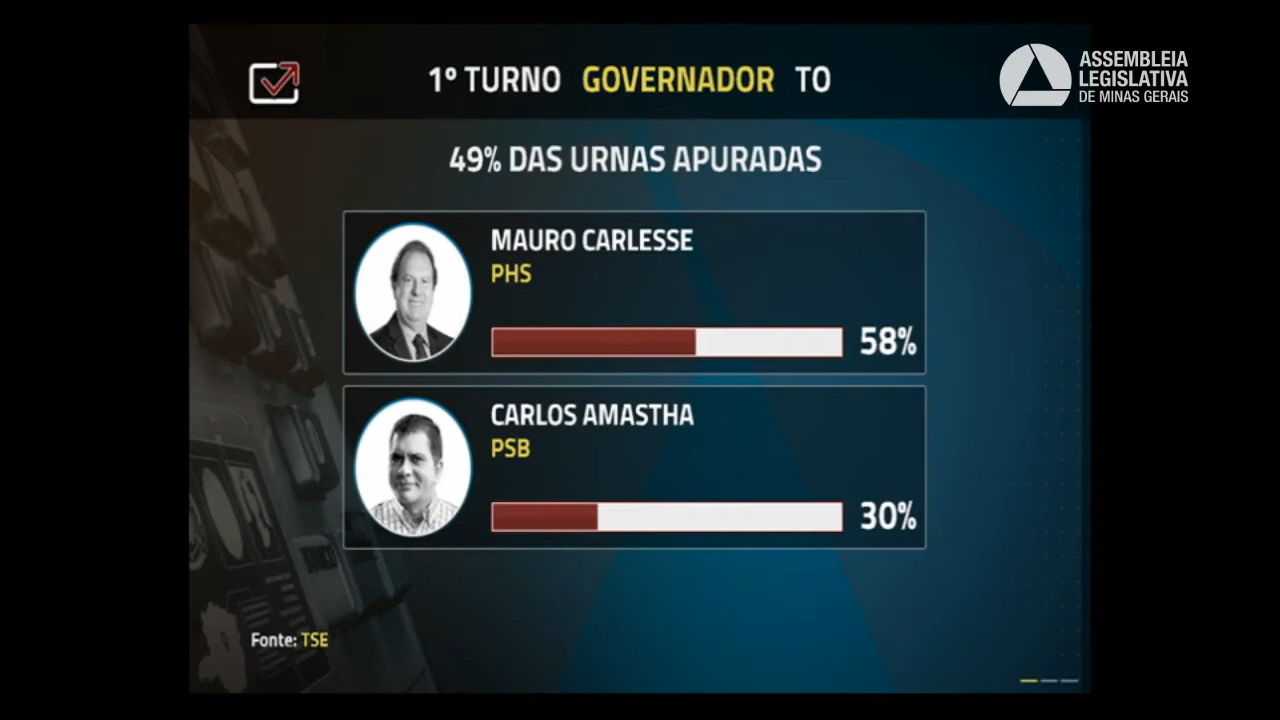 1º TURNO GOVERNADOR TO
ASSEMBLEIA
LEGISLATIVA
DE MINAS GERAIS
49% DAS URNAS APURADAS
MAURO CARLESSE
PHS
58%
CARLOS AMASTHA
PSB
30%
Fonte: TSE